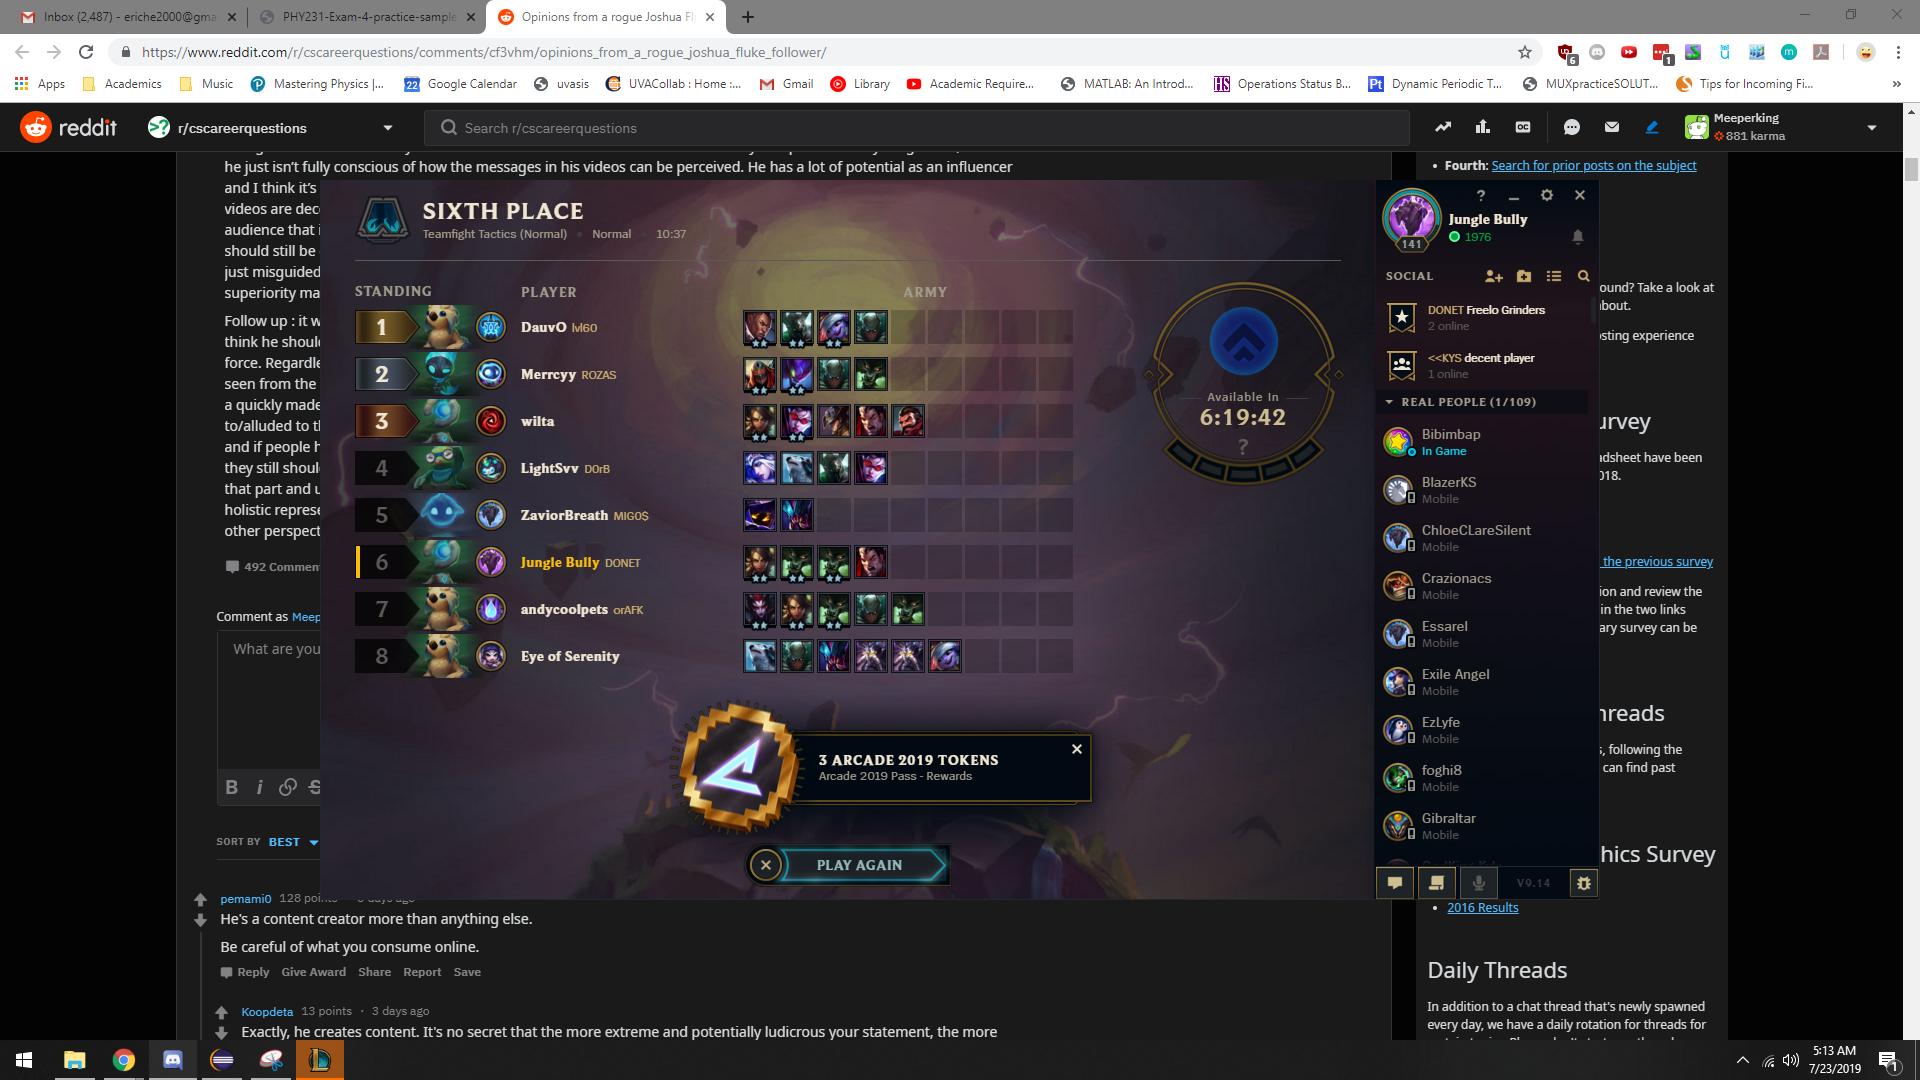 Inbox (2,487) - eriche2000@gma
PHY231-Exam-4-practice-sample
Opinions from a rogue Joshua Fl
https://www.reddit.com/r/cscareerquestions/comments/cf3vhm/opinions_from_a_rogue_joshua_fluke_follower/
6
1
Apps
Academics
Music
Mastering Physics |...
22
Google Calendar
uvasis
UVACollab : Home :...
Gmail
Library
Academic Require...
MATLAB: An Introd...
HS
Operations Status B...
Pt
Dynamic Periodic T...
MUXpracticeSOLUT...
Tips for Incoming Fi...
»
reddit
r/cscareerquestions
Search r/cscareerquestions
Meeperking
881 karma
he just isn't fully conscious of how the messages in his videos can be perceived. He has a lot of potential as an influencer
and I think it's
videos are dec
audience that i
should still be
just misguided
superiority ma
Follow up : it w
think he shoul
force. Regardle
seen from the
a quickly made
to/alluded to th
and if people h
they still shoul
that part and u
holistic represe
other perspect
492 Commen
Comment as Meep
What are you
B i S
SORT BY BEST
SIXTH PLACE
Teamfight Tactics (Normal) • Normal • 10:37
STANDING PLAYER ARMY
1 DauvO lvl60
2 Merrcyy ROZAS
3 wilta
4 LightSvv D0rB
5 ZaviorBreath MIG0$
6 Jungle Bully DONET
7 andycoolpets orAFK
8 Eye of Serenity
Available In
6:19:42
?
3 ARCADE 2019 TOKENS
Arcade 2019 Pass - Rewards
PLAY AGAIN
?
Jungle Bully
1976
141
SOCIAL
DONET Freelo Grinders
2 online
<<KYS decent player
1 online
REAL PEOPLE (1/109)
Bibimbap
In Game
BlazerKS
Mobile
ChloeCLareSilent
Mobile
Crazionacs
Mobile
Essarel
Mobile
Exile Angel
Mobile
EzLyfe
Mobile
foghi8
Mobile
Gibraltar
Mobile
V9.14
• Fourth: Search for prior posts on the subject
ound? Take a look at
about.
sting experience
urvey
adsheet have been
018.
the previous survey
ion and review the
in the two links
ary survey can be
hreads
s, following the
can find past
hics Survey
• 2016 Results
Daily Threads
In addition to a chat thread that's newly spawned
every day, we have a daily rotation for threads for
pemami0 128 points · 3 days ago
He's a content creator more than anything else.
Be careful of what you consume online.
Reply Give Award Share Report Save
Koopdeta 13 points · 3 days ago
Exactly, he creates content. It's no secret that the more extreme and potentially ludicrous your statement, the more
5:13 AM
7/23/2019
1